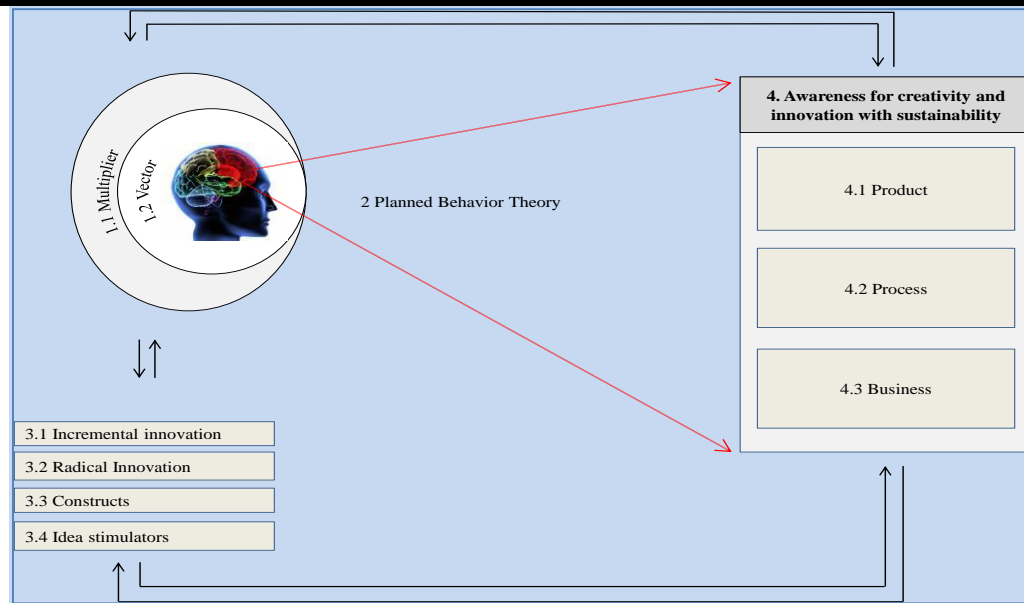 4. Awareness for creativity and
innovation with sustainability
1.1 Multiplier
1.2 Vector
2 Planned Behavior Theory
4.1 Product
4.2 Process
4.3 Business
3.1 Incremental innovation
3.2 Radical Innovation
3.3 Constructs
3.4 Idea stimulators